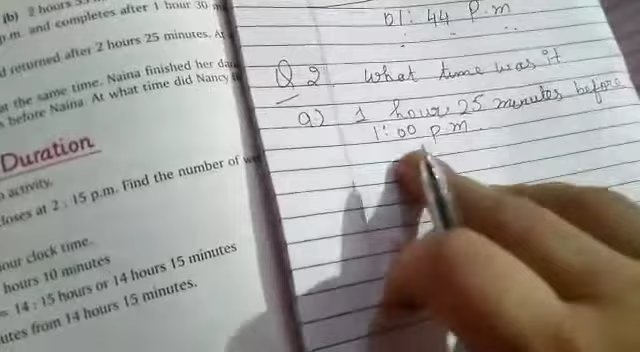 (b) 2 hours
p.m. and completes after 1 hour 30
returned after 2 hours 25 minutes. At
at the same time. Naina finished her
before Naina. At what time did Nancy
Duration
activity.
loses at 2 : 15 p.m. Find the number of
our clock time.
hours 10 minutes
= 14 : 15 hours or 14 hours 15 minutes
utes from 14 hours 15 minutes.
01: 44 P.m
Q 2 What time was it
a) 1 hour 25 minutes before
1:00 pm.